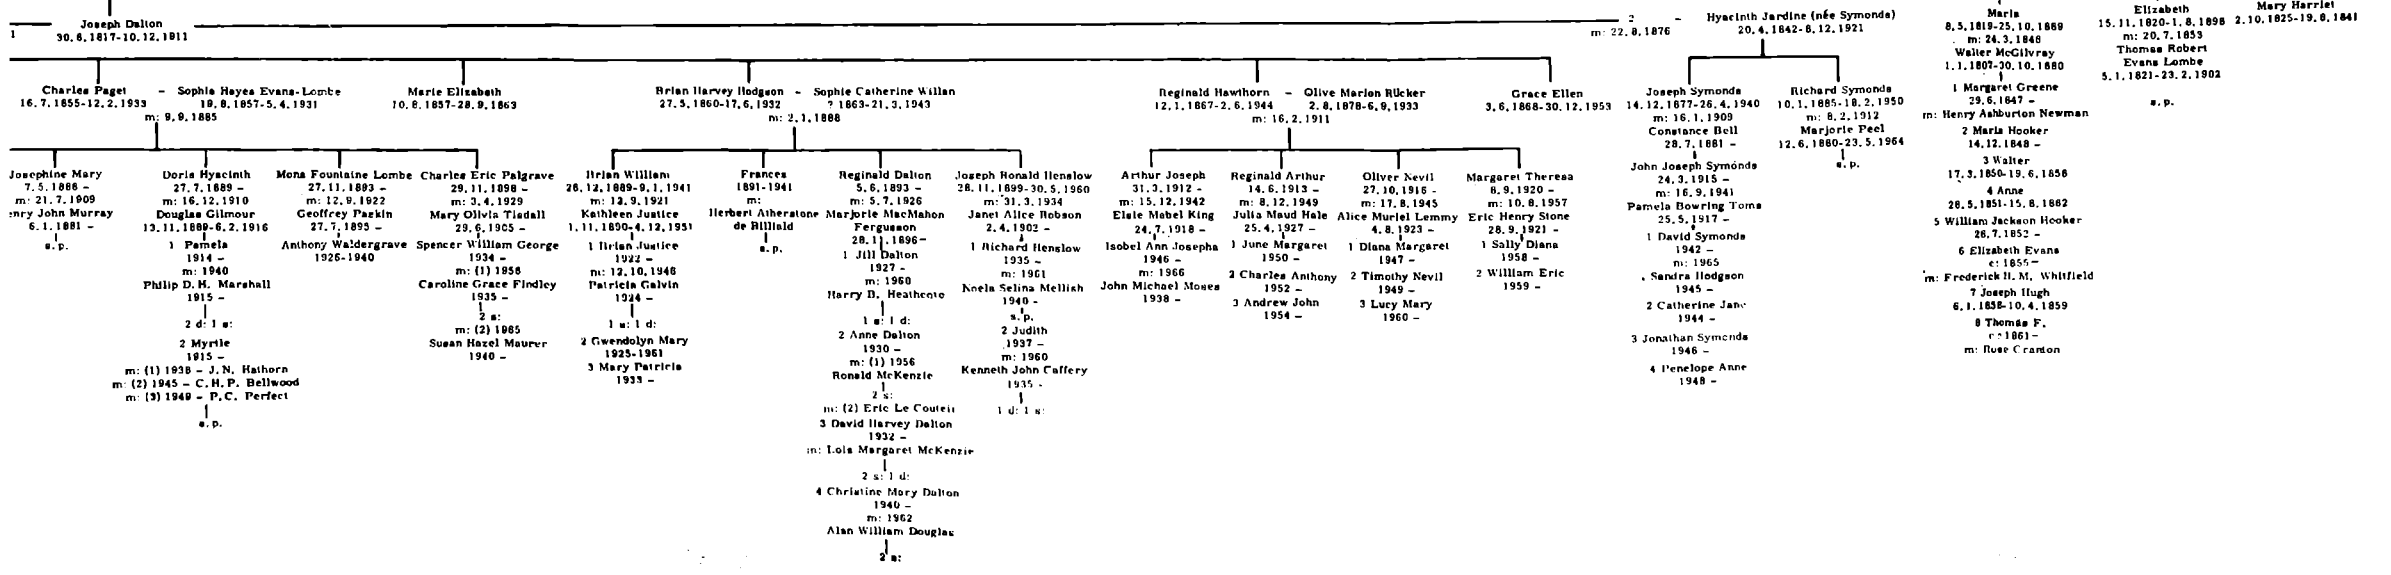 Joseph Dalton
30.6.1817-10.12.1911
1
2 - Hyacinth Jardine (née Symonds)
m: 22.8.1876
20.4.1842-8.12.1921
Maria
8.5.1819-25.10.1889
m: 24.3.1846
Walter McGilvray
1.1.1807-30.10.1880
1 Margaret Greene
29.6.1847 -
m: Henry Ashburton Newman
2 Maria Hooker
14.12.1848 -
3 Walter
17.3.1850-19.6.1856
4 Anne
28.5.1851-15.8.1862
5 William Jackson Hooker
26.7.1852 -
6 Elizabeth Evans
c: 1855 -
m: Frederick H. M. Whitfield
7 Joseph Hugh
6.1.1858-10.4.1859
8 Thomas F.
c: 1861 -
m: Rose Cranton
Elizabeth
15.11.1820-1.8.1898
m: 20.7.1853
Thomas Robert
Evans Lombe
5.1.1821-23.2.1902
s.p.
Mary Harriet
2.10.1825-19.6.1841
Charles Paget - Sophia Hayes Evans-Lombe
16.7.1855-12.2.1933 19.8.1857-5.4.1931
m: 9.9.1885
Marie Elizabeth
10.8.1857-28.9.1863
Brian Harvey Hodgson - Sophie Catherine Willan
27.5.1860-17.6.1932 ? 1863-21.3.1943
m: 2.1.1888
Reginald Hawthorn - Olive Marion Rücker
12.1.1867-2.6.1944 2.8.1878-6.9.1933
m: 16.2.1911
Grace Ellen
3.6.1868-30.12.1953
Joseph Symonds
14.12.1877-26.4.1940
m: 16.1.1909
Constance Bell
28.7.1881 -
John Joseph Symonds
24.3.1915 -
m: 16.9.1941
Pamela Bowring Toms
25.5.1917 -
1 David Symonds
1942 -
m: 1965
Sandra Hodgson
1945 -
2 Catherine Jane
1944 -
3 Jonathan Symonds
1946 -
4 Penelope Anne
1948 -
Richard Symonds
10.1.1885-18.2.1950
m: 8.2.1912
Marjorie Peel
12.6.1880-23.5.1964
s.p.
Josephine Mary
7.5.1886 -
m: 21.7.1909
enry John Murray
6.1.1881 -
s.p.
Doris Hyacinth
27.7.1889 -
m: 16.12.1910
Douglas Gilmour
13.11.1889-6.2.1916
1 Pamela
1914 -
m: 1940
Philip D. H. Marshall
1915 -
2 d: 1 s:
2 Myrtle
1915 -
m: (1) 1938 - J.N. Hathorn
m: (2) 1945 - C.H.P. Bellwood
m: (3) 1949 - P.C. Perfect
s.p.
Mona Fountaine Lombe
27.11.1893 -
m: 12.9.1922
Geoffrey Paskin
27.7.1895 -
Anthony Waldergrave
1926-1940
Charles Eric Palgrave
29.11.1898 -
m: 3.4.1929
Mary Olivia Tisdall
29.6.1905 -
Spencer William George
1934 -
m: (1) 1958
Caroline Grace Findley
1935 -
2 s:
m: (2) 1965
Susan Hazel Maurer
1940 -
Brian William
26.12.1889-9.1.1941
m: 13.9.1921
Kathleen Justice
1.11.1890-4.12.1951
1 Brian Justice
1922 -
m: 12.10.1946
Patricia Galvin
1924 -
1 s: 1 d:
2 Gwendolyn Mary
1925-1961
3 Mary Patricia
1933 -
Frances
1891-1941
m:
Herbert Atherstone
de Billiald
s.p.
Reginald Dalton
5.6.1893 -
m: 5.7.1926
Marjorie MacMahon
Fergusson
28.11.1896-
1 Jill Dalton
1927 -
m: 1960
Harry D. Heathcote
1 s: 1 d:
2 Anne Dalton
1930 -
m: (1) 1956
Ronald McKenzie
2 s:
m: (2) Eric Le Couteir
3 David Harvey Dalton
1932 -
m: Lois Margaret McKenzie
2 s: 1 d:
4 Christine Mary Dalton
1940 -
m: 1962
Alan William Douglas
2 s:
Joseph Ronald Henslow
28.11.1899-30.5.1960
m: 31.3.1934
Janet Alice Robson
2.4.1902 -
1 Richard Henslow
1935 -
m: 1961
Noela Selina Mellish
1940 -
s.p.
2 Judith
1937 -
m: 1960
Kenneth John Caffery
1935 -
1 d: 1 s:
Arthur Joseph
31.3.1912 -
m: 15.12.1942
Elsie Mabel King
24.7.1918 -
Isobel Ann Josepha
1946 -
m: 1966
John Michael Moses
1938 -
Reginald Arthur
14.6.1913 -
m: 8.12.1949
Julia Maud Hale
25.4.1927 -
1 June Margaret
1950 -
2 Charles Anthony
1952 -
3 Andrew John
1954 -
Oliver Nevil
27.10.1916 -
m: 17.8.1945
Alice Muriel Lemmy
4.8.1923 -
1 Diana Margaret
1947 -
2 Timothy Nevil
1949 -
3 Lucy Mary
1960 -
Margaret Theresa
8.9.1920 -
m: 10.8.1957
Eric Henry Stone
28.9.1921 -
1 Sally Diana
1958 -
2 William Eric
1959 -